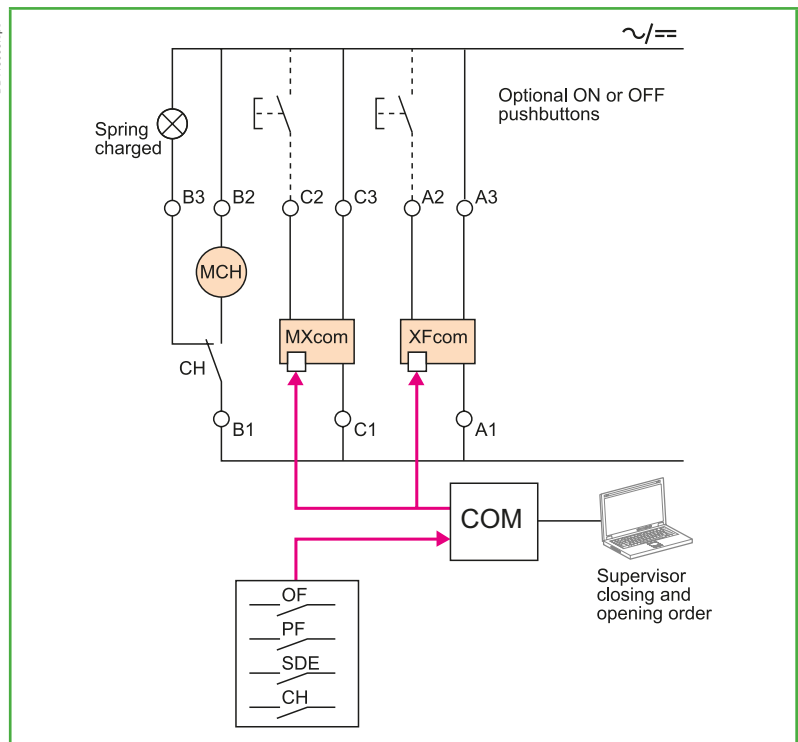 ~/==
Optional ON or OFF
pushbuttons
Spring
charged
B3
B2
C2
C3
A2
A3
MCH
MXcom
XFcom
CH
B1
C1
A1
COM
Supervisor
closing and
opening order
OF
PF
SDE
CH